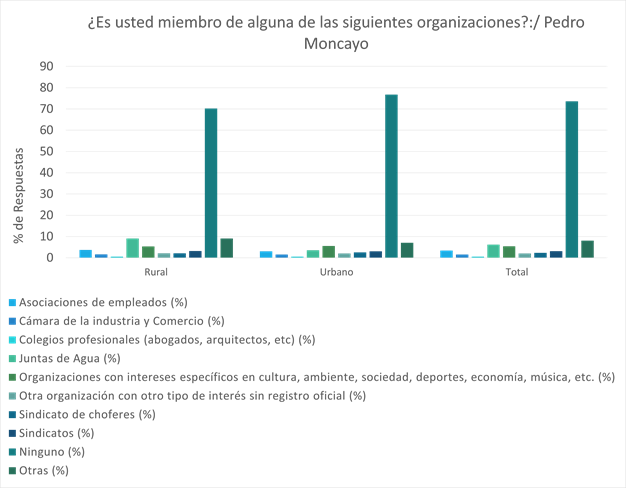 ¿Es usted miembro de alguna de las siguientes organizaciones?:/ Pedro
Moncayo
% de Respuestas
90
80
70
60
50
40
30
20
10
0
Rural
Urbano
Total
Asociaciones de empleados (%)
Cámara de la industria y Comercio (%)
Colegios profesionales (abogados, arquitectos, etc) (%)
Juntas de Agua (%)
Organizaciones con intereses específicos en cultura, ambiente, sociedad, deportes, economía, música, etc. (%)
Otra organización con otro tipo de interés sin registro oficial (%)
Sindicato de choferes (%)
Sindicatos (%)
Ninguno (%)
Otras (%)